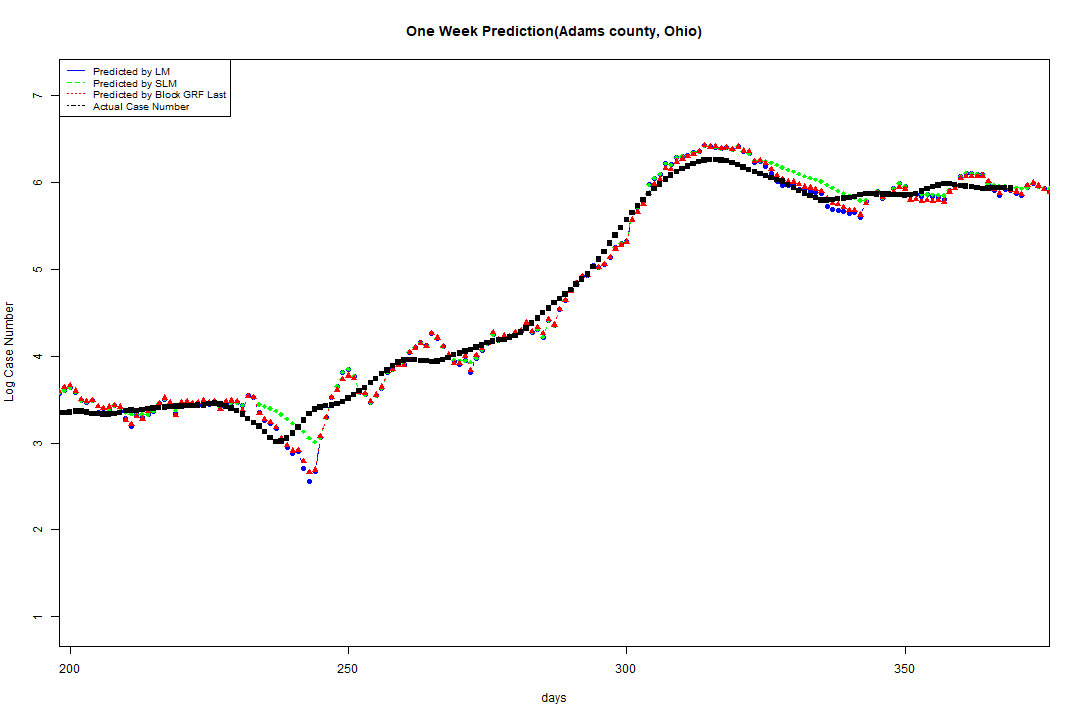 One Week Prediction(Adams county, Ohio)
Predicted by LM
Predicted by SLM
Predicted by Block GRF Last
Actual Case Number
7
6
5
4
3
2
1
Log Case Number
200 250 300 350
days